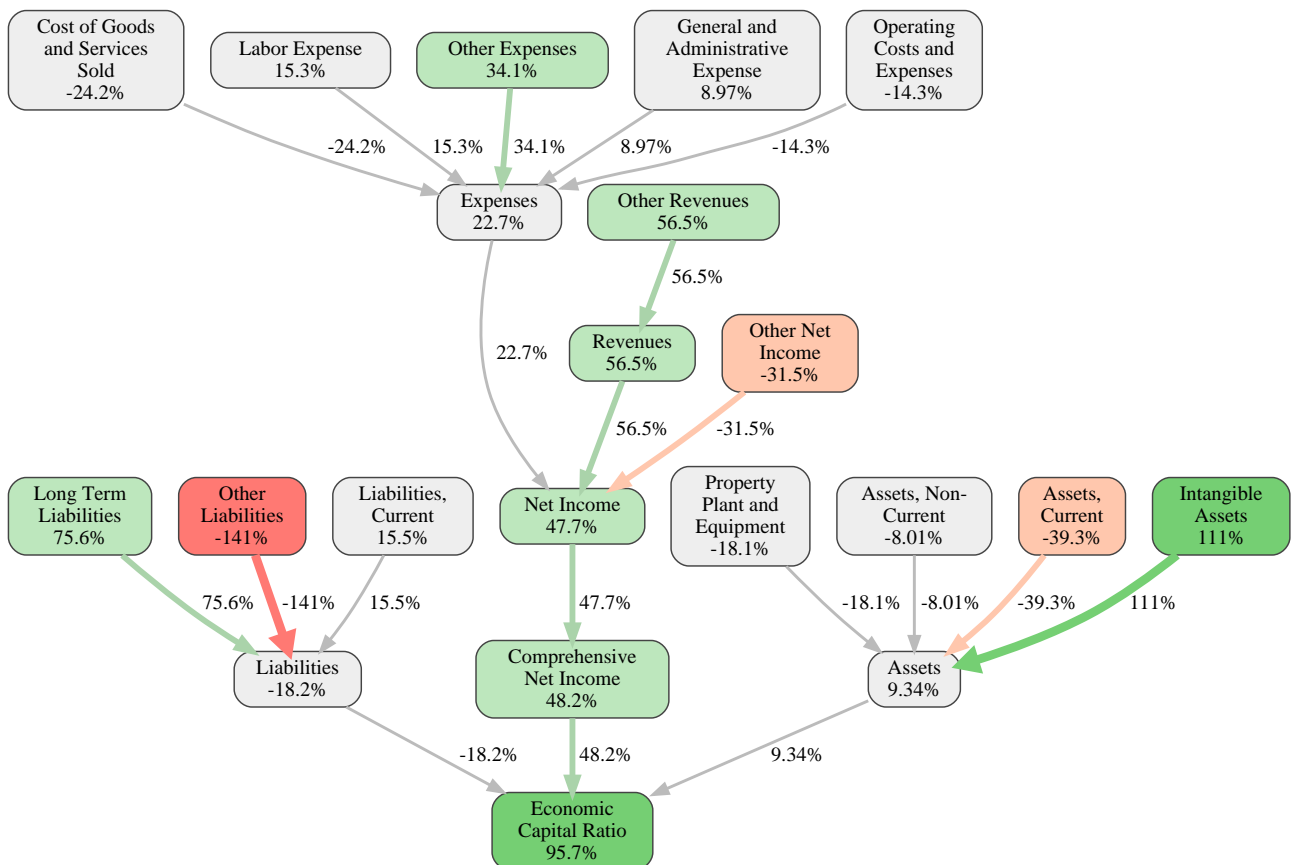 Cost of Goods
and Services
Sold
-24.2%
Labor Expense
15.3%
Other Expenses
34.1%
General and
Administrative
Expense
8.97%
Operating
Costs and
Expenses
-14.3%
-24.2%
15.3%
34.1%
8.97%
-14.3%
Expenses
22.7%
Other Revenues
56.5%
56.5%
22.7%
Revenues
56.5%
Other Net
Income
-31.5%
56.5%
-31.5%
Long Term
Liabilities
75.6%
Other
Liabilities
-141%
Liabilities,
Current
15.5%
Net Income
47.7%
Property
Plant and
Equipment
-18.1%
Assets, Non-
Current
-8.01%
Assets,
Current
-39.3%
Intangible
Assets
111%
75.6%
-141%
15.5%
47.7%
-18.1%
-8.01%
-39.3%
111%
Liabilities
-18.2%
Comprehensive
Net Income
48.2%
Assets
9.34%
-18.2%
48.2%
9.34%
Economic
Capital Ratio
95.7%